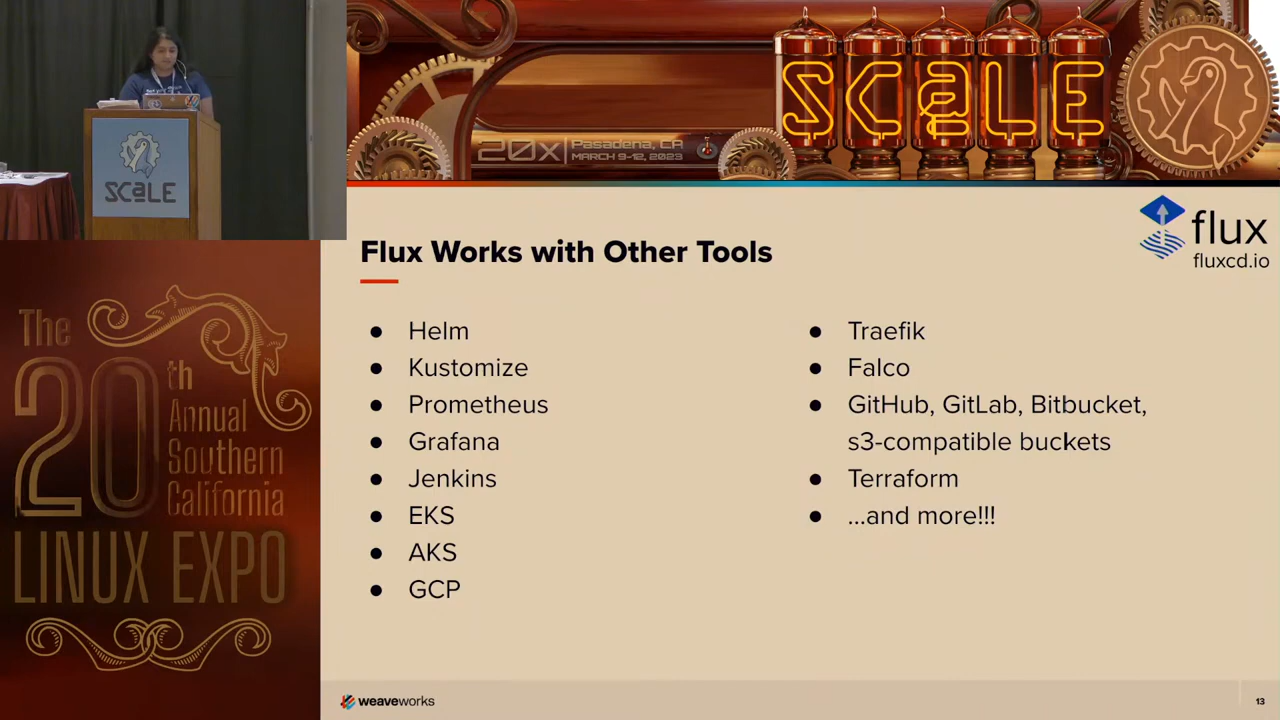 SCaLE
20x
Pasadena, CA
MARCH 9-12, 2023
SCaLE
flux
fluxcd.io
Flux Works with Other Tools
The
20th
Annual
Southern
California
LINUX EXPO
● Helm
● Kustomize
● Prometheus
● Grafana
● Jenkins
● EKS
● AKS
● GCP
● Traefik
● Falco
● GitHub, GitLab, Bitbucket,
s3-compatible buckets
● Terraform
● ...and more!!!
weaveworks
13